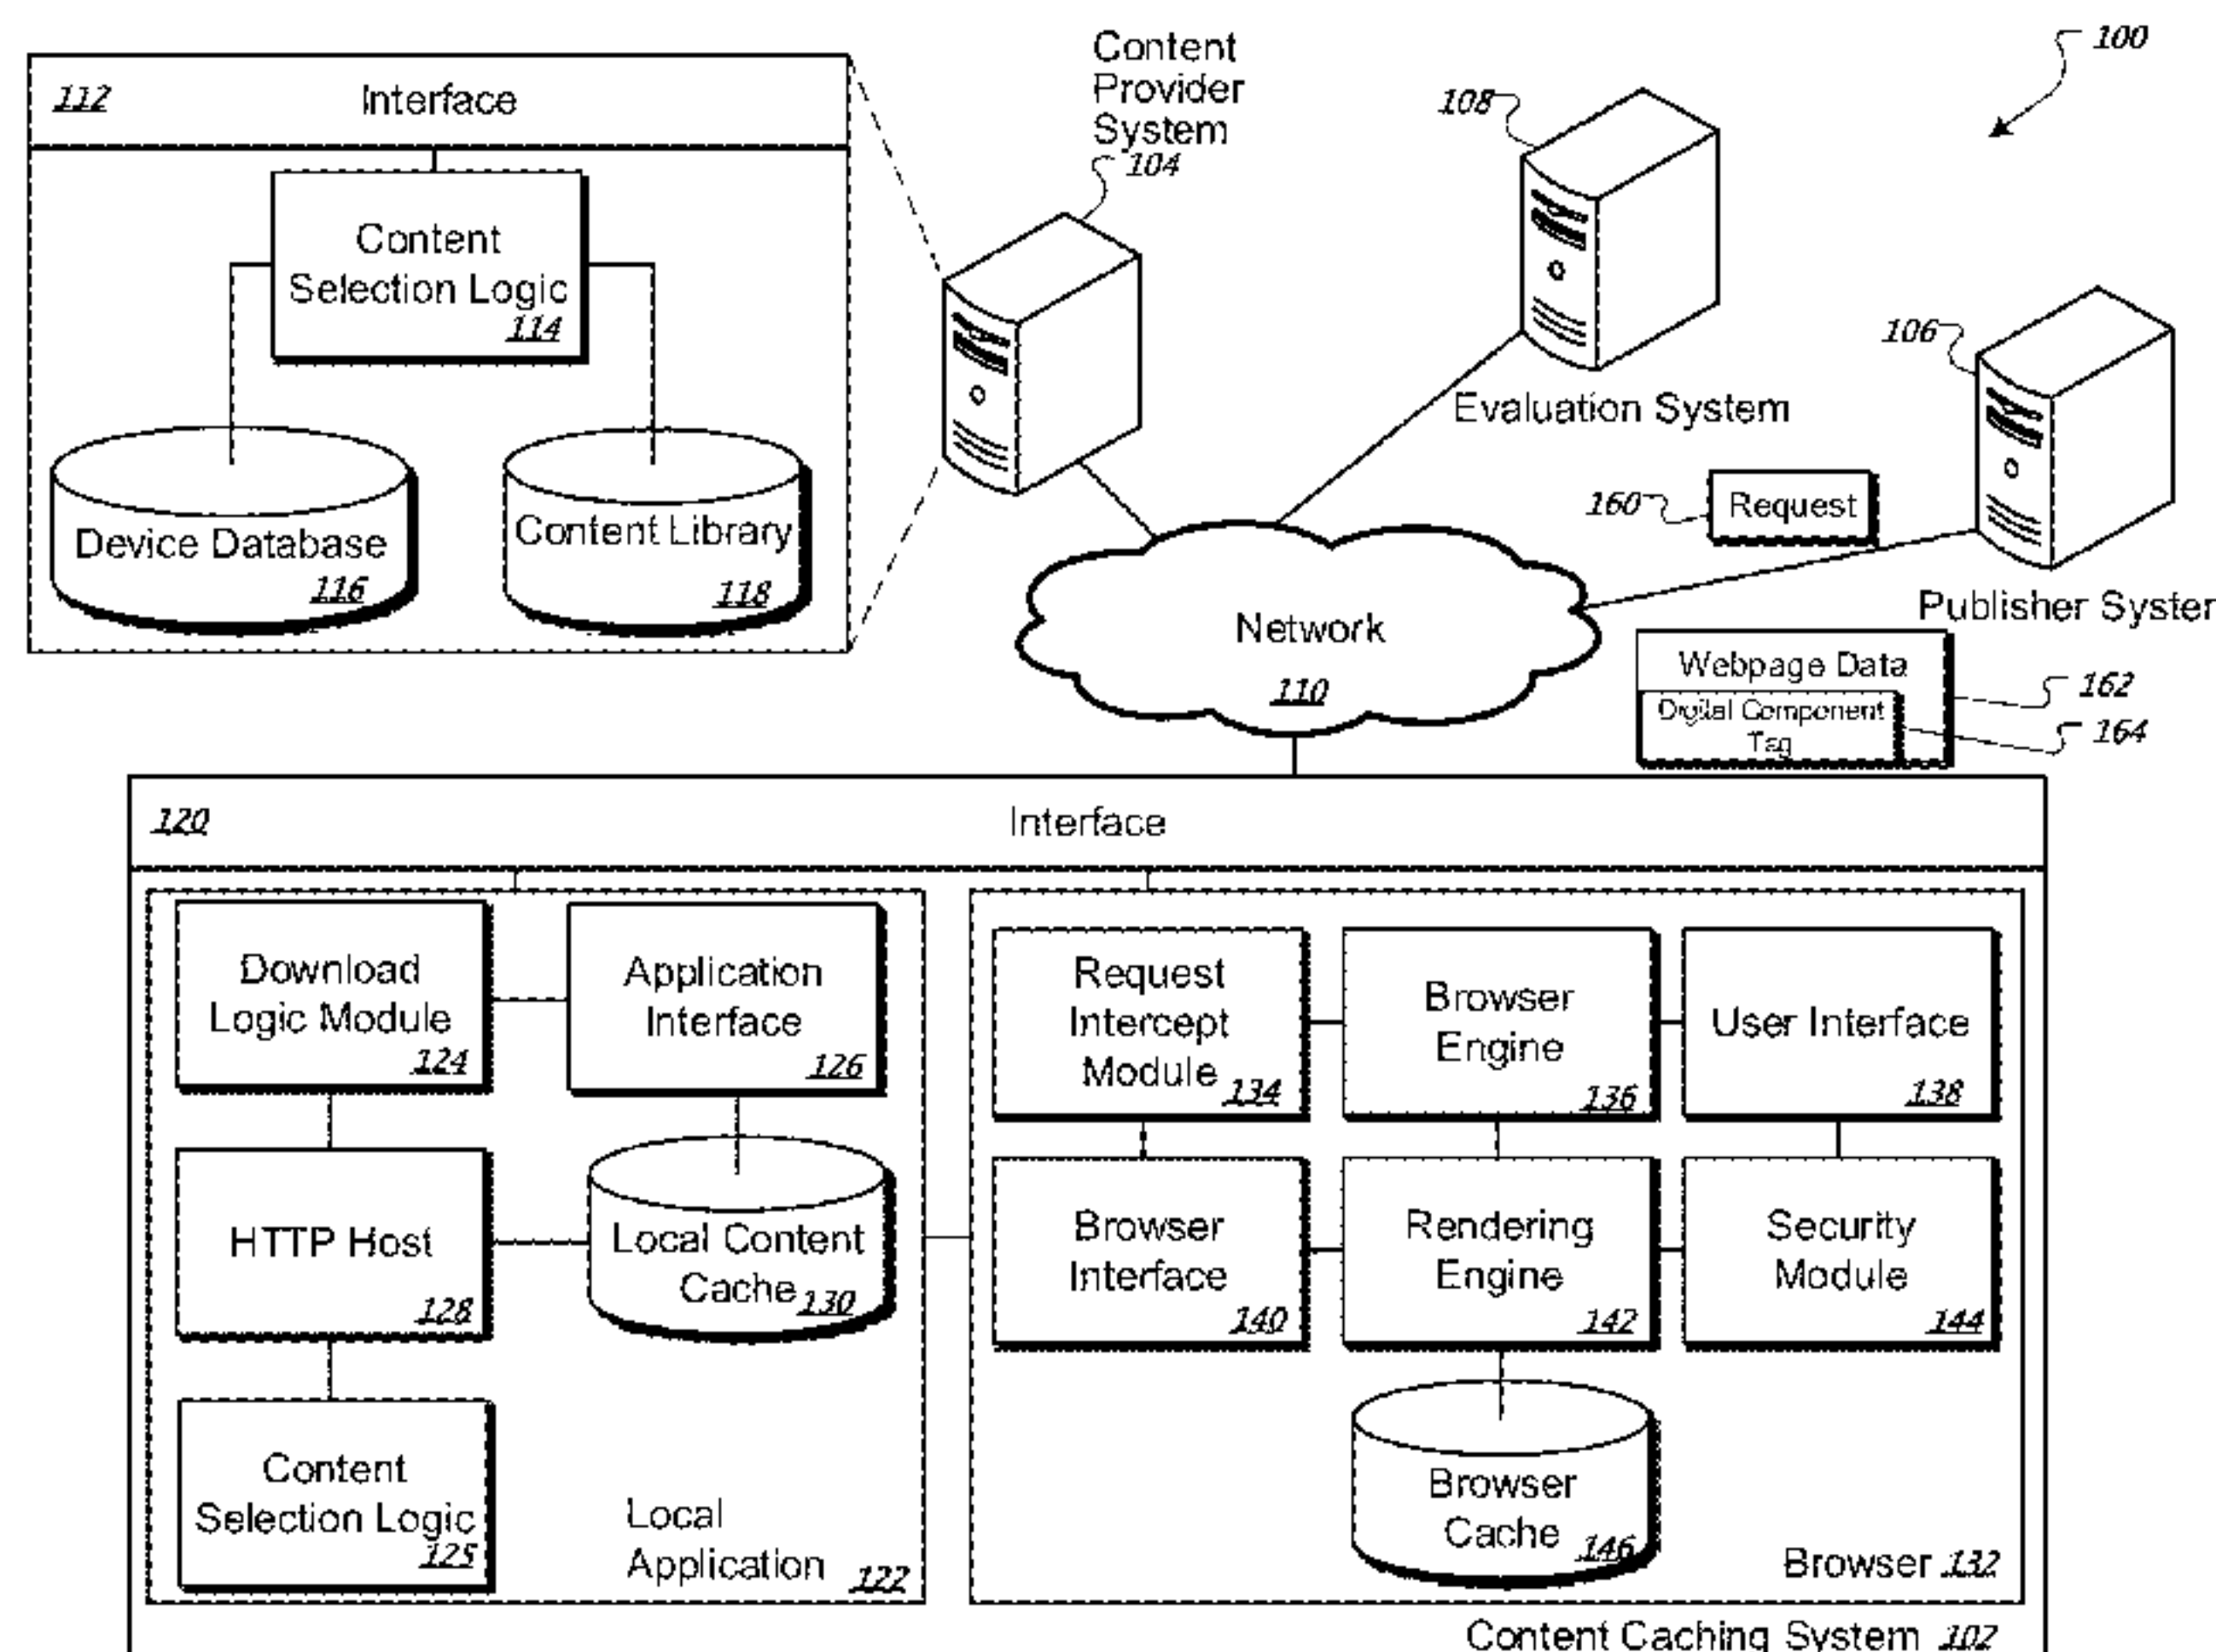 100
Content
Provider
System
104
108
Evaluation System
106
Publisher System
112
Interface
Content
Selection Logic
114
Device Database
116
Content Library
118
160
Request
Network
110
Webpage Data
162
Digital Component
Tag
164
120
Interface
Download
Logic Module
124
Application
Interface
126
HTTP Host
128
Local Content
Cache
130
Content
Selection Logic
125
Local
Application
122
Request
Intercept
Module
134
Browser
Engine
136
User Interface
138
Browser
Interface
140
Rendering
Engine
142
Security
Module
144
Browser
Cache
146
Browser 132
Content Caching System 102